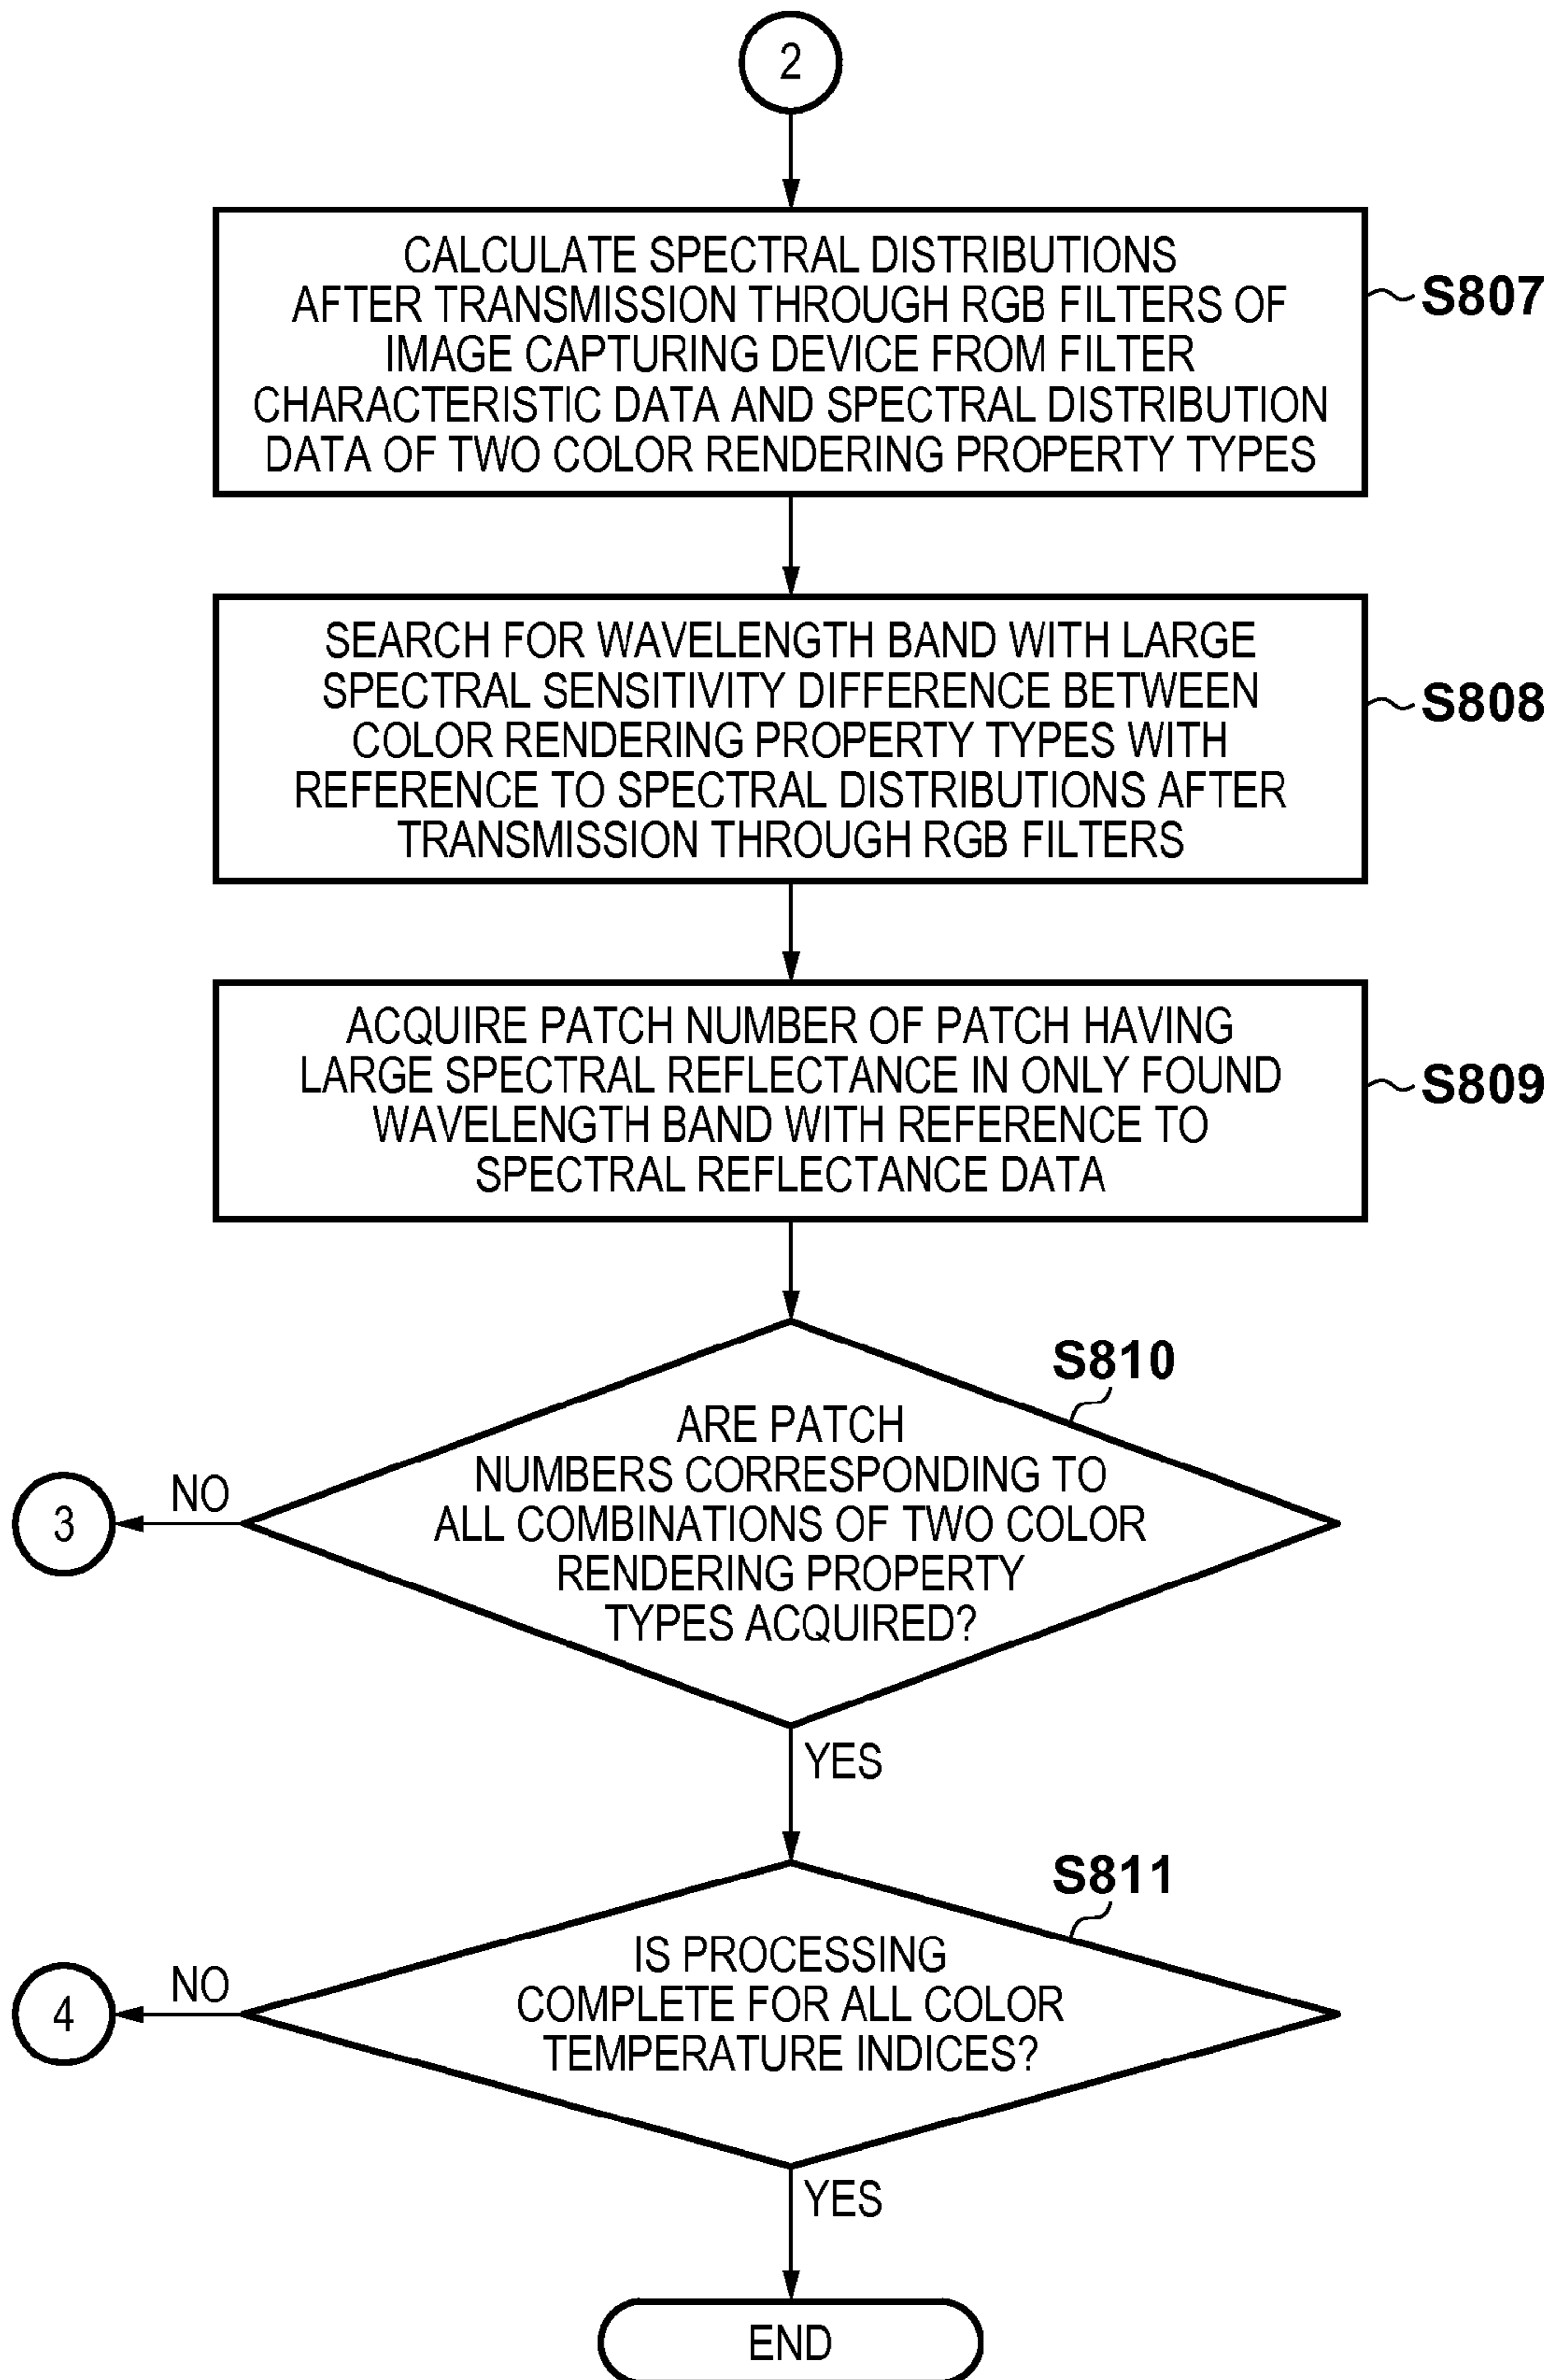 2
CALCULATE SPECTRAL DISTRIBUTIONS
AFTER TRANSMISSION THROUGH RGB FILTERS OF
IMAGE CAPTURING DEVICE FROM FILTER
CHARACTERISTIC DATA AND SPECTRAL DISTRIBUTION
DATA OF TWO COLOR RENDERING PROPERTY TYPES
S807
SEARCH FOR WAVELENGTH BAND WITH LARGE
SPECTRAL SENSITIVITY DIFFERENCE BETWEEN
COLOR RENDERING PROPERTY TYPES WITH
REFERENCE TO SPECTRAL DISTRIBUTIONS AFTER
TRANSMISSION THROUGH RGB FILTERS
S808
ACQUIRE PATCH NUMBER OF PATCH HAVING
LARGE SPECTRAL REFLECTANCE IN ONLY FOUND
WAVELENGTH BAND WITH REFERENCE TO
SPECTRAL REFLECTANCE DATA
S809
S810
ARE PATCH
NUMBERS CORRESPONDING TO
ALL COMBINATIONS OF TWO COLOR
RENDERING PROPERTY
TYPES ACQUIRED?
NO
3
YES
S811
IS PROCESSING
COMPLETE FOR ALL COLOR
TEMPERATURE INDICES?
NO
4
YES
END